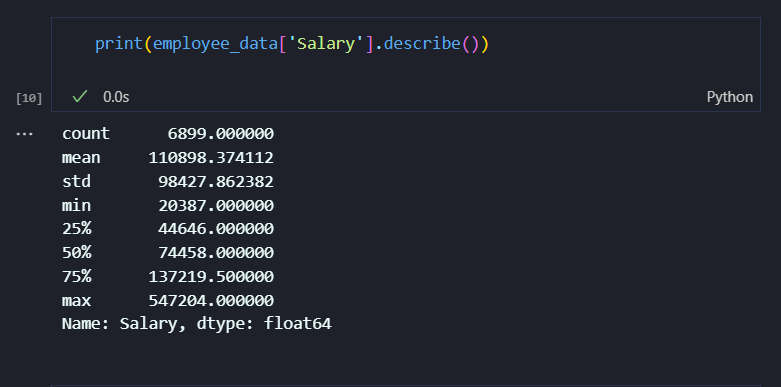 print(employee_data['Salary'].describe())
[10] ✓ 0.0s Python
... count 6899.000000
mean 110898.374112
std 98427.862382
min 20387.000000
25% 44646.000000
50% 74458.000000
75% 137219.500000
max 547204.000000
Name: Salary, dtype: float64